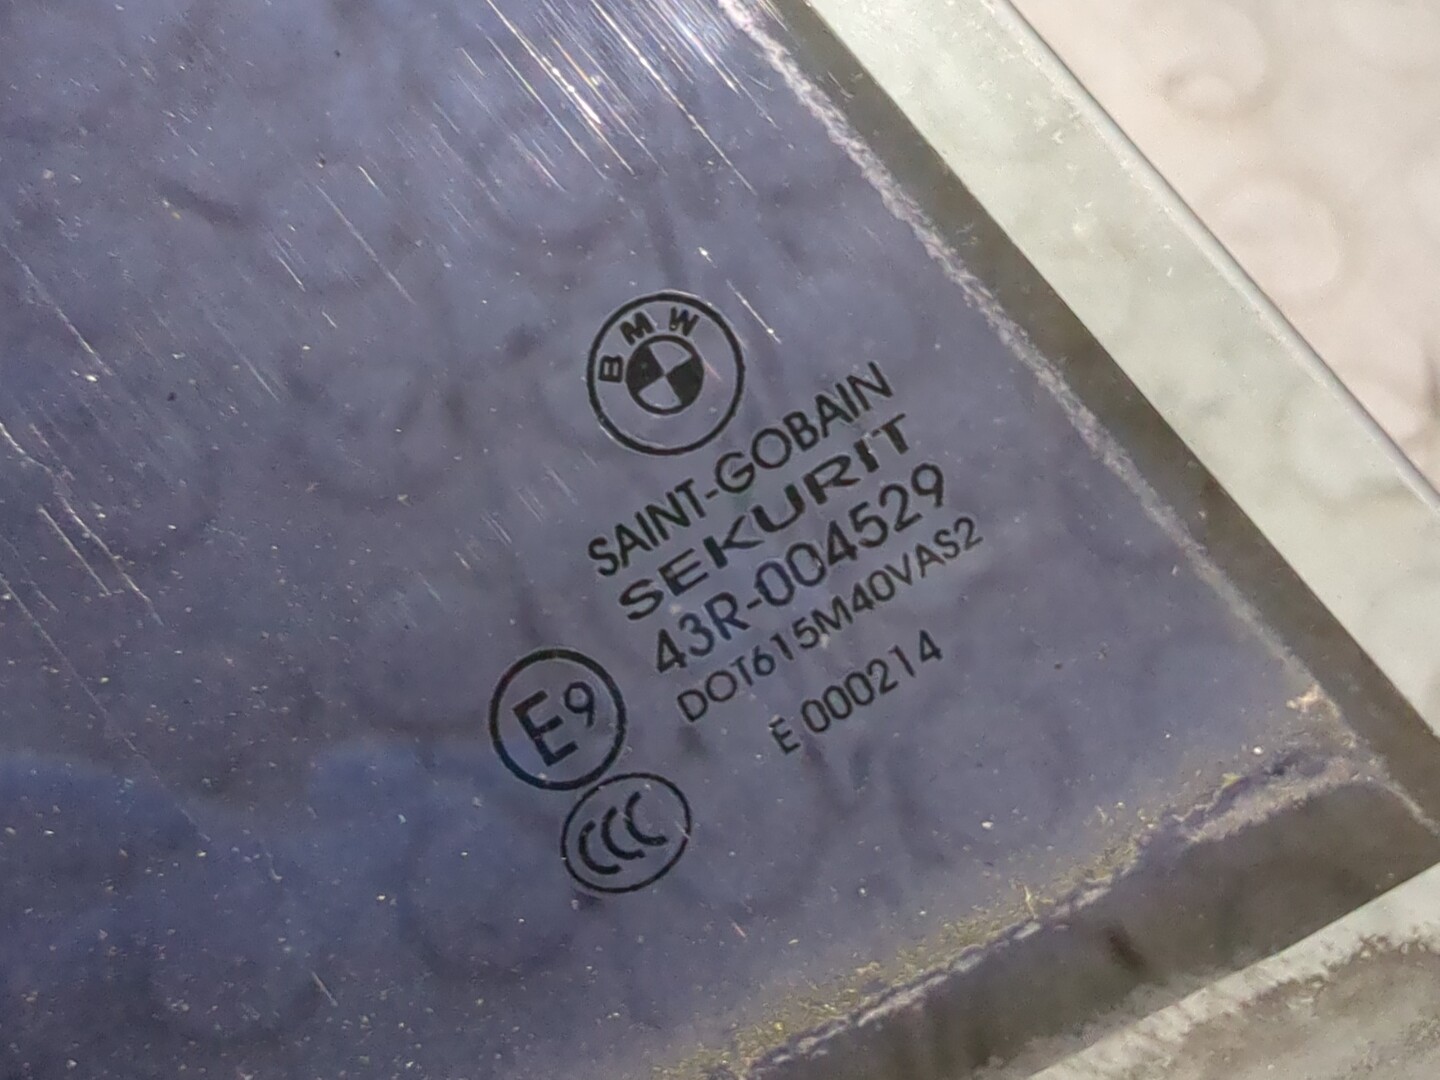 BMW
SAINT-GOBAIN
SEKURIT
43R-004529
DOT615M40VAS2
E 000214
E9
CCC